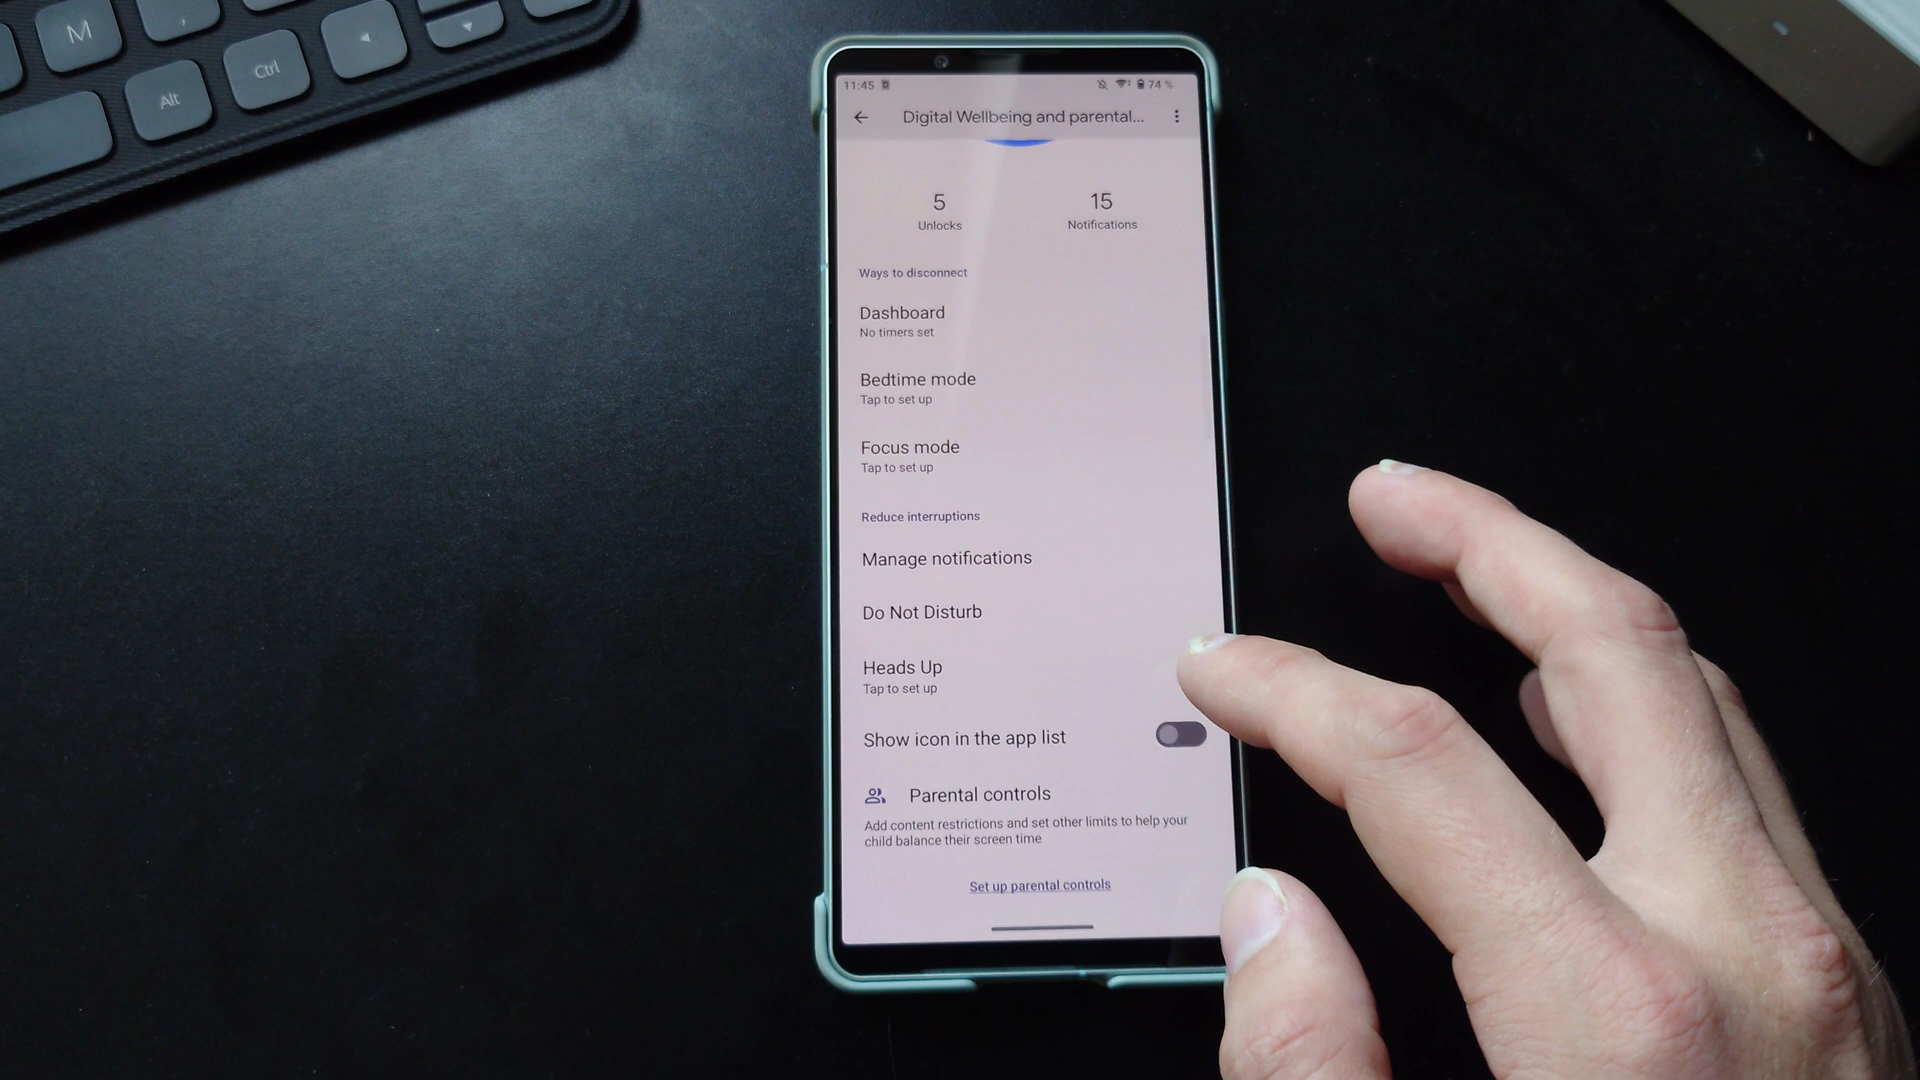 M
,
Alt
Ctrl
11:45
74 %
Digital Wellbeing and parental...
5
15
Unlocks
Notifications
Ways to disconnect
Dashboard
No timers set
Bedtime mode
Tap to set up
Focus mode
Tap to set up
Reduce interruptions
Manage notifications
Do Not Disturb
Heads Up
Tap to set up
Show icon in the app list
Parental controls
Add content restrictions and set other limits to help your
child balance their screen time
Set up parental controls